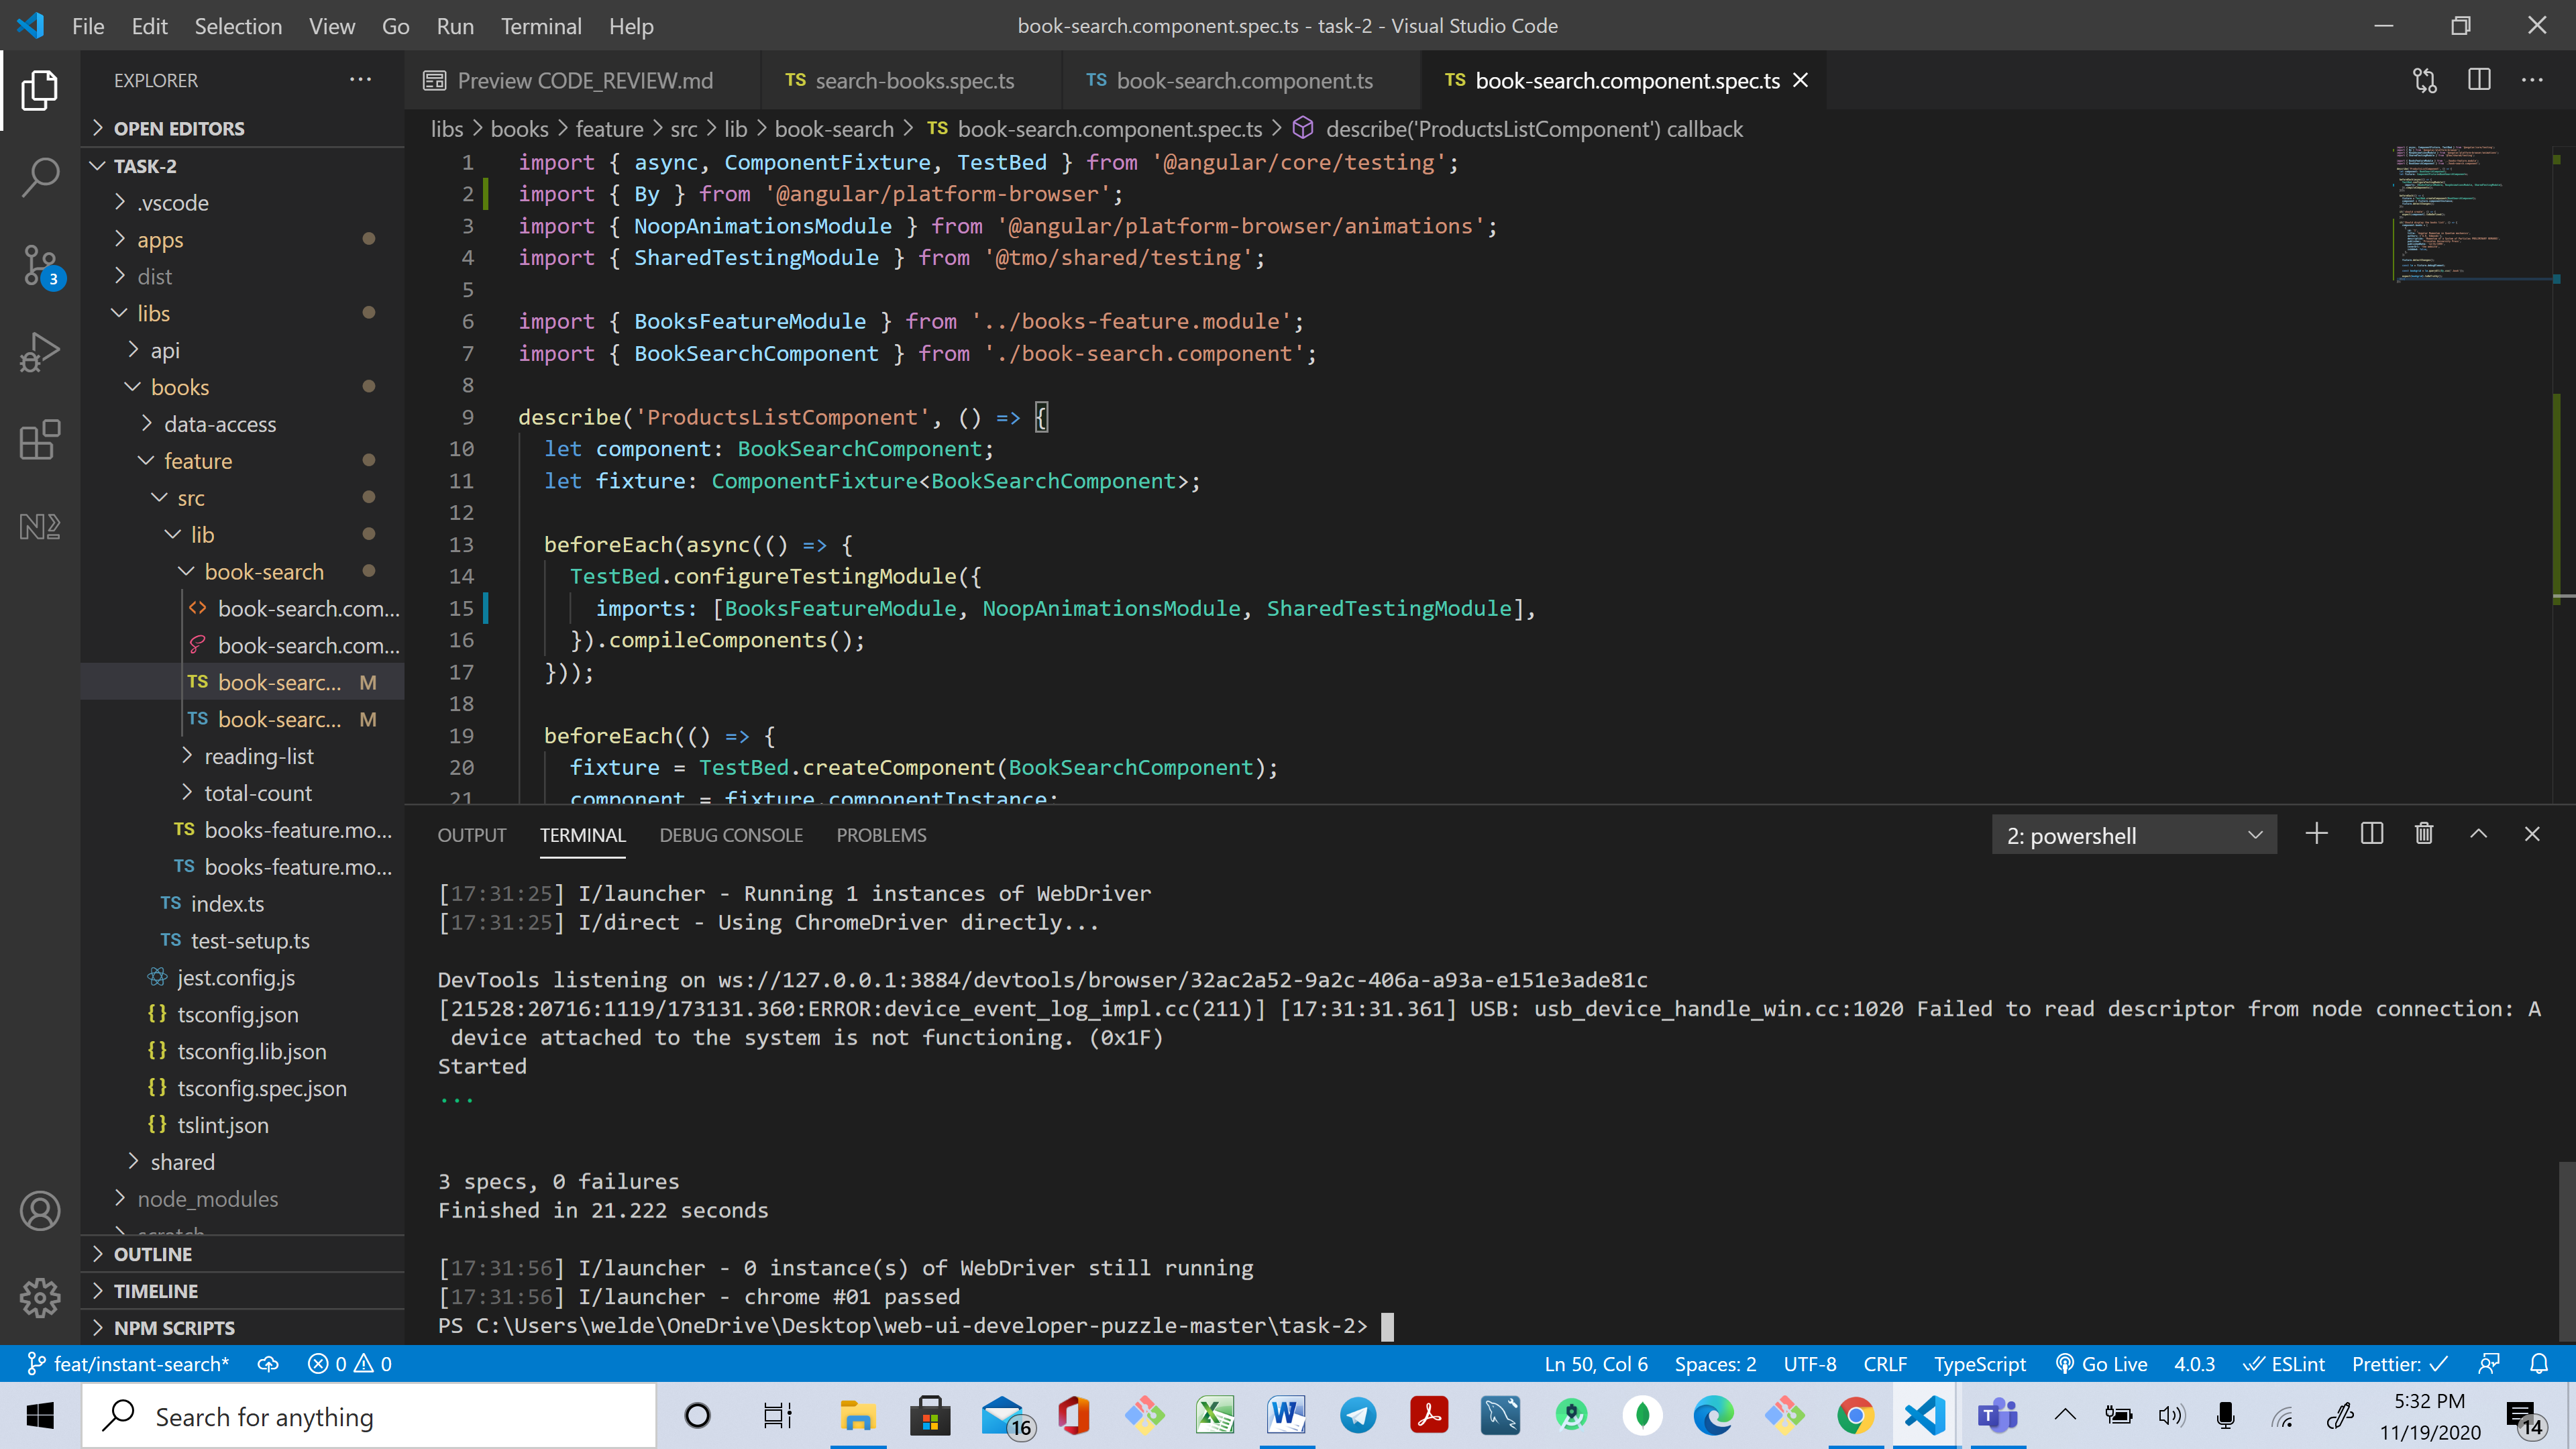 File Edit Selection View Go Run Terminal Help
book-search.component.spec.ts - task-2 - Visual Studio Code
EXPLORER
OPEN EDITORS
TASK-2
.vscode
apps
dist
libs
api
books
data-access
feature
src
lib
book-search
book-search.com...
book-search.com...
TS book-searc... M
TS book-searc... M
reading-list
total-count
TS books-feature.mo...
TS books-feature.mo...
TS index.ts
TS test-setup.ts
jest.config.js
{} tsconfig.json
{} tsconfig.lib.json
{} tsconfig.spec.json
{} tslint.json
shared
node_modules
scratch
OUTLINE
TIMELINE
NPM SCRIPTS
3
Preview CODE_REVIEW.md
TS search-books.spec.ts
TS book-search.component.ts
TS book-search.component.spec.ts
libs > books > feature > src > lib > book-search > TS book-search.component.spec.ts > describe('ProductsListComponent') callback
1 import { async, ComponentFixture, TestBed } from '@angular/core/testing';
2 import { By } from '@angular/platform-browser';
3 import { NoopAnimationsModule } from '@angular/platform-browser/animations';
4 import { SharedTestingModule } from '@tmo/shared/testing';
5
6 import { BooksFeatureModule } from '../books-feature.module';
7 import { BookSearchComponent } from './book-search.component';
8
9 describe('ProductsListComponent', () => {
10 let component: BookSearchComponent;
11 let fixture: ComponentFixture<BookSearchComponent>;
12
13 beforeEach(async(() => {
14 TestBed.configureTestingModule({
15 imports: [BooksFeatureModule, NoopAnimationsModule, SharedTestingModule],
16 }).compileComponents();
17 }));
18
19 beforeEach(() => {
20 fixture = TestBed.createComponent(BookSearchComponent);
21 component = fixture.componentInstance;
OUTPUT TERMINAL DEBUG CONSOLE PROBLEMS
2: powershell
[17:31:25] I/launcher - Running 1 instances of WebDriver
[17:31:25] I/direct - Using ChromeDriver directly...
DevTools listening on ws://127.0.0.1:3884/devtools/browser/32ac2a52-9a2c-406a-a93a-e151e3ade81c
[21528:20716:1119/173131.360:ERROR:device_event_log_impl.cc(211)] [17:31:31.361] USB: usb_device_handle_win.cc:1020 Failed to read descriptor from node connection: A
device attached to the system is not functioning. (0x1F)
Started
...
3 specs, 0 failures
Finished in 21.222 seconds
[17:31:56] I/launcher - 0 instance(s) of WebDriver still running
[17:31:56] I/launcher - chrome #01 passed
PS C:\Users\welde\OneDrive\Desktop\web-ui-developer-puzzle-master\task-2>
feat/instant-search* 0 0
Ln 50, Col 6 Spaces: 2 UTF-8 CRLF TypeScript Go Live 4.0.3 ESLint Prettier: ✓
Search for anything
16
5:32 PM
11/19/2020
14